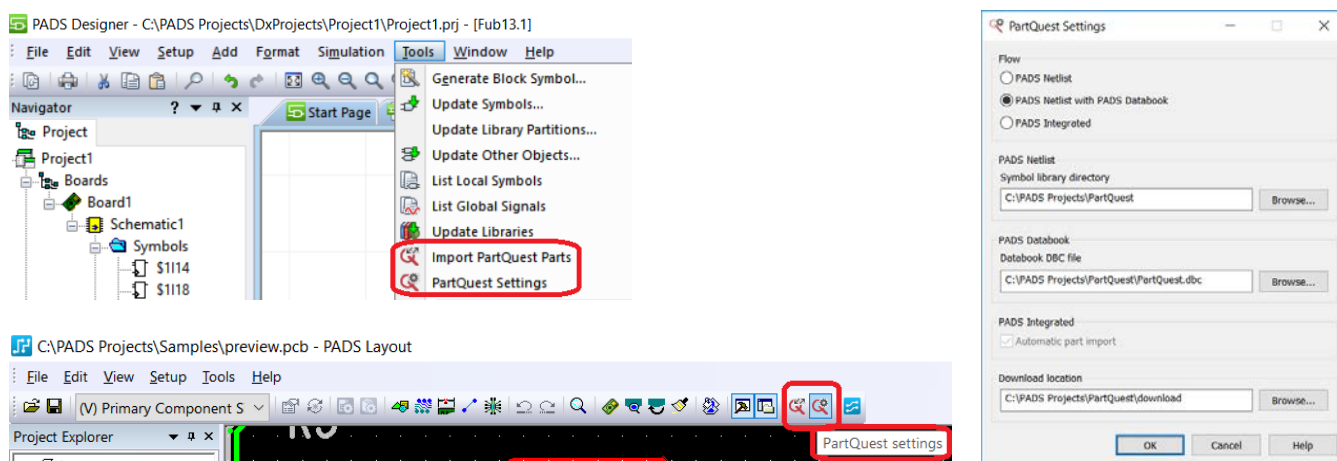 PADS Designer - C:\PADS Projects\DxProjects\Project1\Project1.prj - [Fub13.1]
File Edit View Setup Add Format Simulation Tools Window Help
Navigator ?
Start Page
Project
Project1
Boards
Board1
Schematic1
Symbols
$1I14
$1I18
Generate Block Symbol...
Update Symbols...
Update Library Partitions...
Update Other Objects...
List Local Symbols
List Global Signals
Update Libraries
Import PartQuest Parts
PartQuest Settings
C:\PADS Projects\Samples\preview.pcb - PADS Layout
File Edit View Setup Tools Help
(V) Primary Component S
Project Explorer
PartQuest settings
PartQuest Settings
Flow
PADS Netlist
PADS Netlist with PADS Databook
PADS Integrated
PADS Netlist
Symbol library directory
C:\PADS Projects\PartQuest Browse...
PADS Databook
Databook DBC file
C:\PADS Projects\PartQuest\PartQuest.dbc Browse...
PADS Integrated
Automatic part import
Download location
C:\PADS Projects\PartQuest\download Browse...
OK Cancel Help